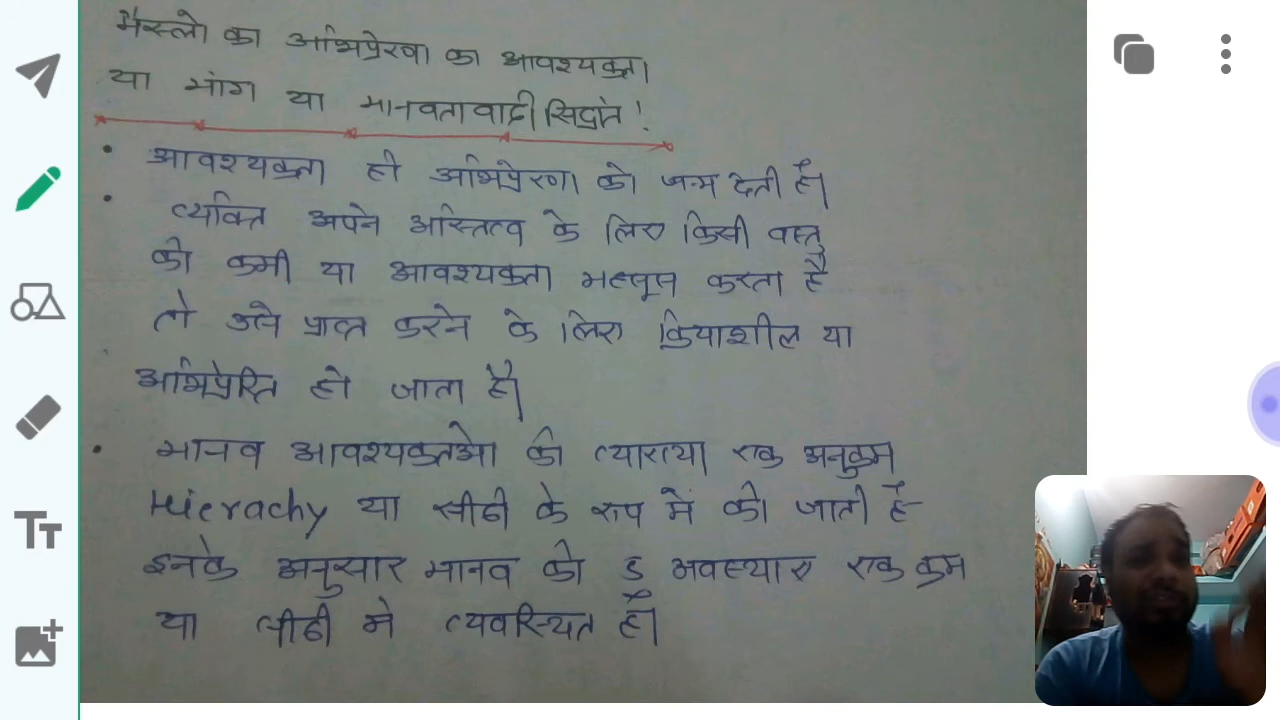 मैस्लो का अभिप्रेरणा का आवश्यकता
या मांग या मानवतावादी सिद्धांत!
• आवश्यकता ही अभिप्रेरणा को जन्म देती है।
• व्यक्ति अपने अस्तित्व के लिए किसी वस्तु
की कमी या आवश्यकता महसूस करता है
तो उसे प्राप्त करने के लिए क्रियाशील या
अभिप्रेरित हो जाता है।
• मानव आवश्यकताओ की व्याख्या एक अनुक्रम
Hierachy या सीढी के रूप में की जाती है
इनके अनुसार मानव की 5 अवस्थाए एक क्रम
या सीढी मे व्यवस्थित है।
TT